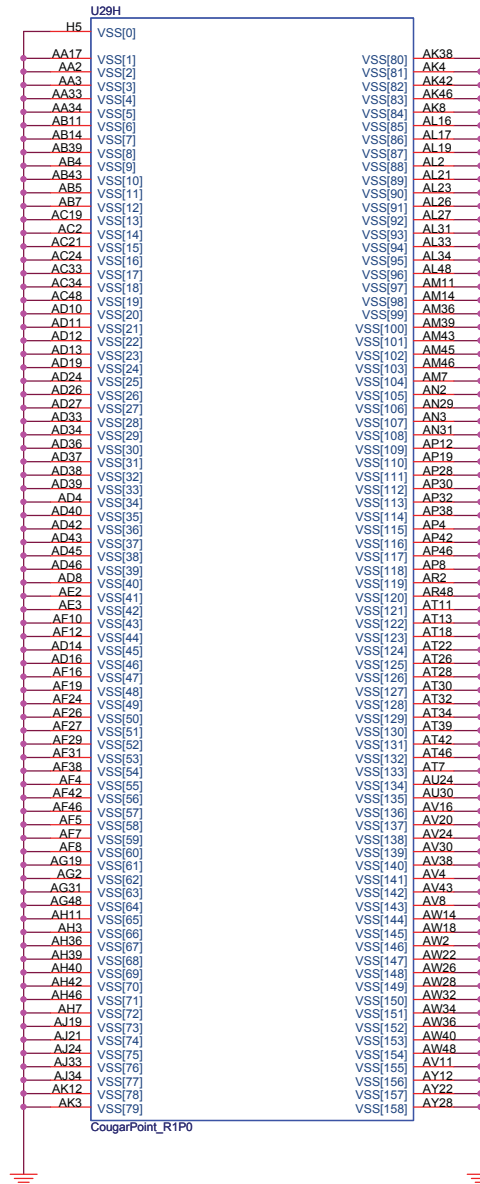 U29H
H5 VSS[0]
AA17 VSS[1] VSS[80] AK38
AA2 VSS[2] VSS[81] AK4
AA3 VSS[3] VSS[82] AK42
AA33 VSS[4] VSS[83] AK46
AA34 VSS[5] VSS[84] AK8
AB11 VSS[6] VSS[85] AL16
AB14 VSS[7] VSS[86] AL17
AB39 VSS[8] VSS[87] AL19
AB4 VSS[9] VSS[88] AL2
AB43 VSS[10] VSS[89] AL21
AB5 VSS[11] VSS[90] AL23
AB7 VSS[12] VSS[91] AL26
AC19 VSS[13] VSS[92] AL27
AC2 VSS[14] VSS[93] AL31
AC21 VSS[15] VSS[94] AL33
AC24 VSS[16] VSS[95] AL34
AC33 VSS[17] VSS[96] AL48
AC34 VSS[18] VSS[97] AM11
AC48 VSS[19] VSS[98] AM14
AD10 VSS[20] VSS[99] AM36
AD11 VSS[21] VSS[100] AM39
AD12 VSS[22] VSS[101] AM43
AD13 VSS[23] VSS[102] AM45
AD19 VSS[24] VSS[103] AM46
AD24 VSS[25] VSS[104] AM7
AD26 VSS[26] VSS[105] AN2
AD27 VSS[27] VSS[106] AN29
AD33 VSS[28] VSS[107] AN3
AD34 VSS[29] VSS[108] AN31
AD36 VSS[30] VSS[109] AP12
AD37 VSS[31] VSS[110] AP19
AD38 VSS[32] VSS[111] AP28
AD39 VSS[33] VSS[112] AP30
AD4 VSS[34] VSS[113] AP32
AD40 VSS[35] VSS[114] AP38
AD42 VSS[36] VSS[115] AP4
AD43 VSS[37] VSS[116] AP42
AD45 VSS[38] VSS[117] AP46
AD46 VSS[39] VSS[118] AP8
AD8 VSS[40] VSS[119] AR2
AE2 VSS[41] VSS[120] AR48
AE3 VSS[42] VSS[121] AT11
AF10 VSS[43] VSS[122] AT13
AF12 VSS[44] VSS[123] AT18
AD14 VSS[45] VSS[124] AT22
AD16 VSS[46] VSS[125] AT26
AF16 VSS[47] VSS[126] AT28
AF19 VSS[48] VSS[127] AT30
AF24 VSS[49] VSS[128] AT32
AF26 VSS[50] VSS[129] AT34
AF27 VSS[51] VSS[130] AT39
AF29 VSS[52] VSS[131] AT42
AF31 VSS[53] VSS[132] AT46
AF38 VSS[54] VSS[133] AT7
AF4 VSS[55] VSS[134] AU24
AF42 VSS[56] VSS[135] AU30
AF46 VSS[57] VSS[136] AV16
AF5 VSS[58] VSS[137] AV20
AF7 VSS[59] VSS[138] AV24
AF8 VSS[60] VSS[139] AV30
AG19 VSS[61] VSS[140] AV38
AG2 VSS[62] VSS[141] AV4
AG31 VSS[63] VSS[142] AV43
AG48 VSS[64] VSS[143] AV8
AH11 VSS[65] VSS[144] AW14
AH3 VSS[66] VSS[145] AW18
AH36 VSS[67] VSS[146] AW2
AH39 VSS[68] VSS[147] AW22
AH40 VSS[69] VSS[148] AW26
AH42 VSS[70] VSS[149] AW28
AH46 VSS[71] VSS[150] AW32
AH7 VSS[72] VSS[151] AW34
AJ19 VSS[73] VSS[152] AW36
AJ21 VSS[74] VSS[153] AW40
AJ24 VSS[75] VSS[154] AW48
AJ33 VSS[76] VSS[155] AV11
AJ34 VSS[77] VSS[156] AY12
AK12 VSS[78] VSS[157] AY22
AK3 VSS[79] VSS[158] AY28
CougarPoint_R1P0